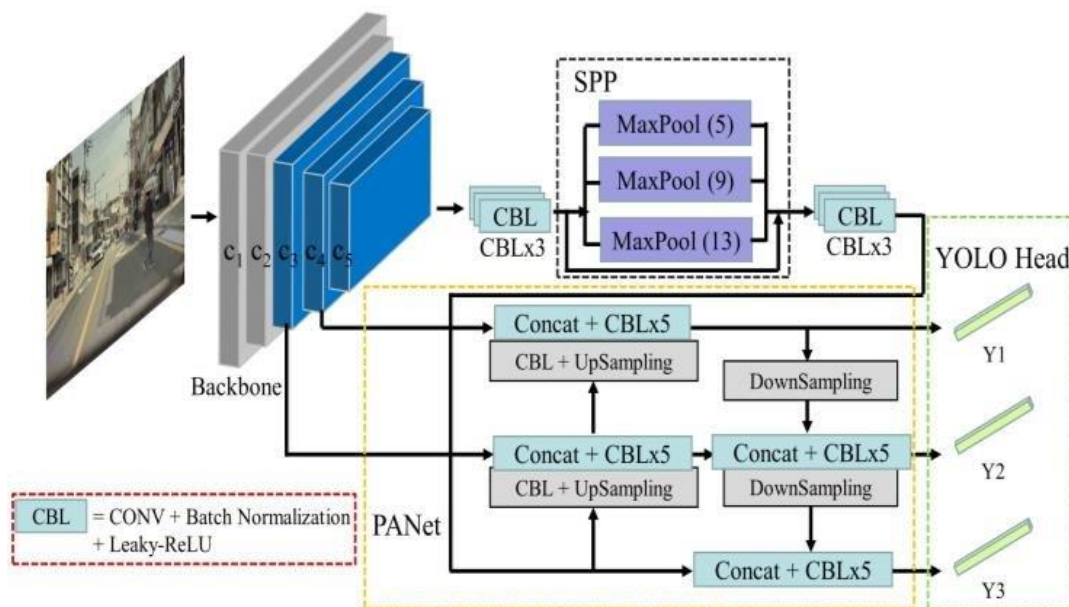 SPP
MaxPool (5)
MaxPool (9)
MaxPool (13)
c1
c2
c3
c4
c5
CBL
CBLx3
CBL
CBLx3
Backbone
YOLO Head
Concat + CBLx5
CBL + UpSampling
DownSampling
Y1
Concat + CBLx5
CBL + UpSampling
Concat + CBLx5
DownSampling
Y2
PANet
Concat + CBLx5
Y3
CBL = CONV + Batch Normalization
+ Leaky-ReLU